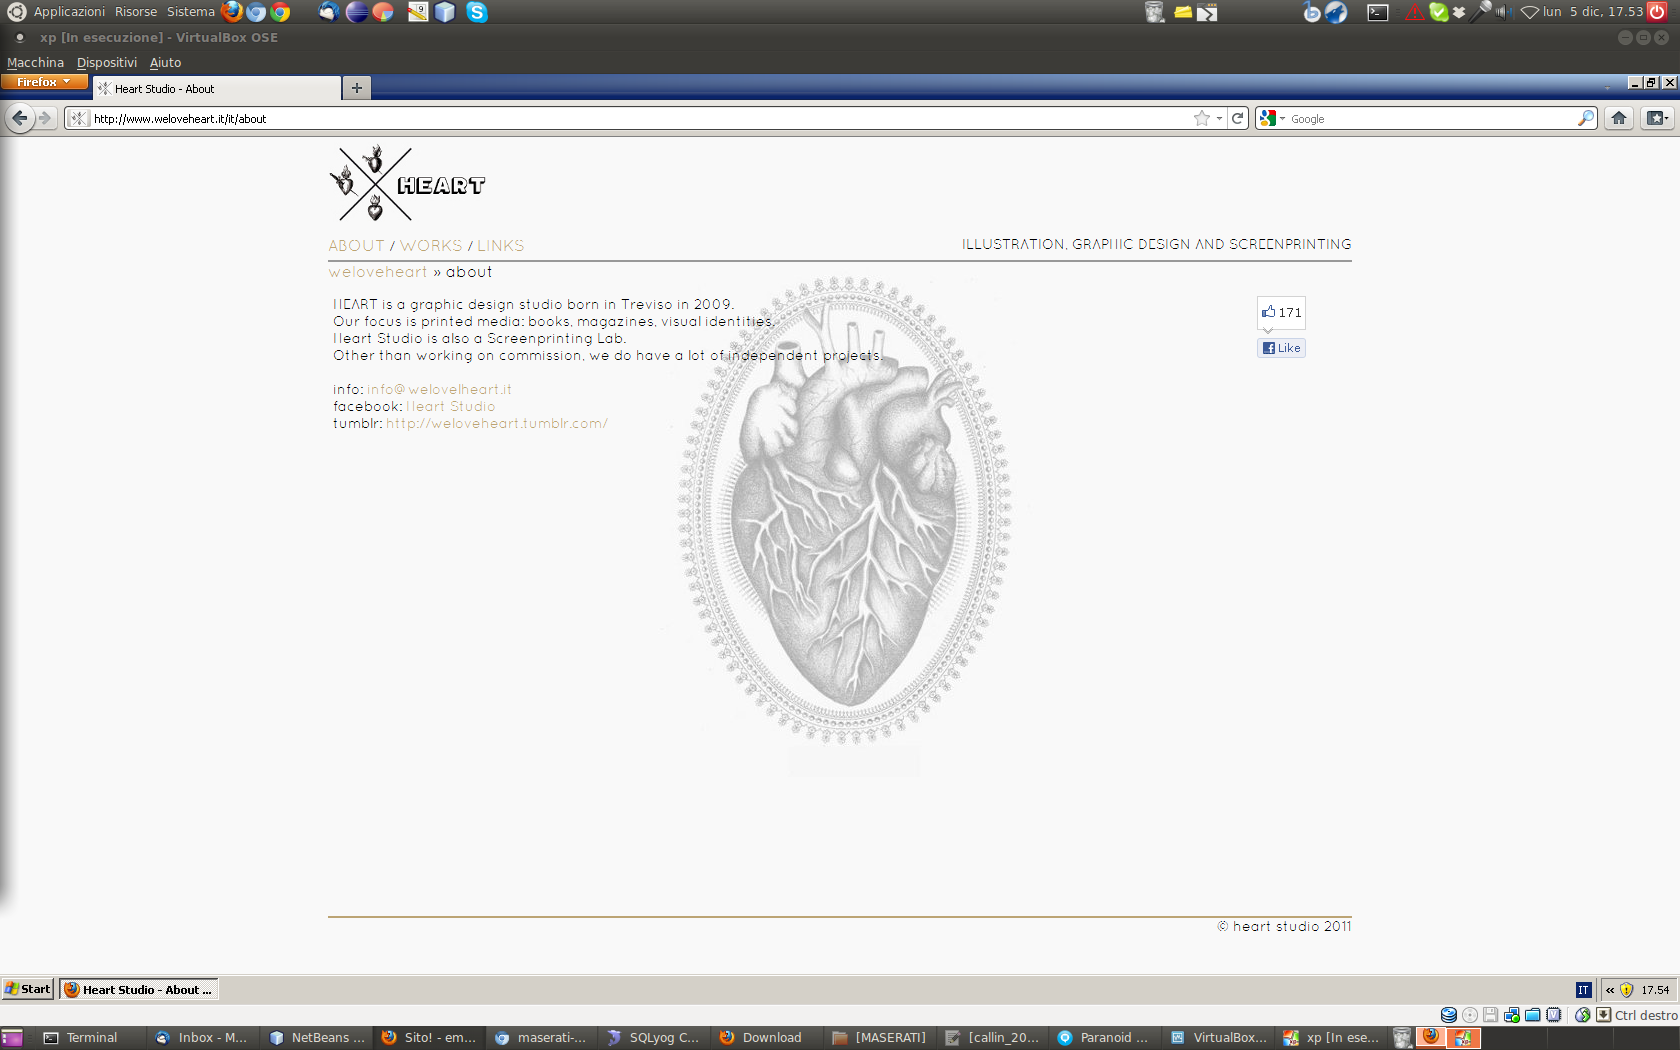 Applicazioni Risorse Sistema
lun 5 dic, 17.53
xp [In esecuzione] - VirtualBox OSE
Macchina Dispositivi Aiuto
Firefox
Heart Studio - About
http://www.weloveheart.it/it/about
Google
HEART
ABOUT / WORKS / LINKS
ILLUSTRATION, GRAPHIC DESIGN AND SCREENPRINTING
weloveheart » about
HEART is a graphic design studio born in Treviso in 2009.
Our focus is printed media: books, magazines, visual identities.
Heart Studio is also a Screenprinting Lab.
Other than working on commission, we do have a lot of independent projects.
171
Like
info: info@welovelheart.it
facebook: Heart Studio
tumblr: http://weloveheart.tumblr.com/
© heart studio 2011
Start
Heart Studio - About ...
IT
«
17.54
Ctrl destro
Terminal
Inbox - M...
NetBeans ...
Sito! - em...
maserati-...
SQLyog C...
Download
[MASERATI]
[callin_20...
Paranoid ...
VirtualBox...
xp [In ese...